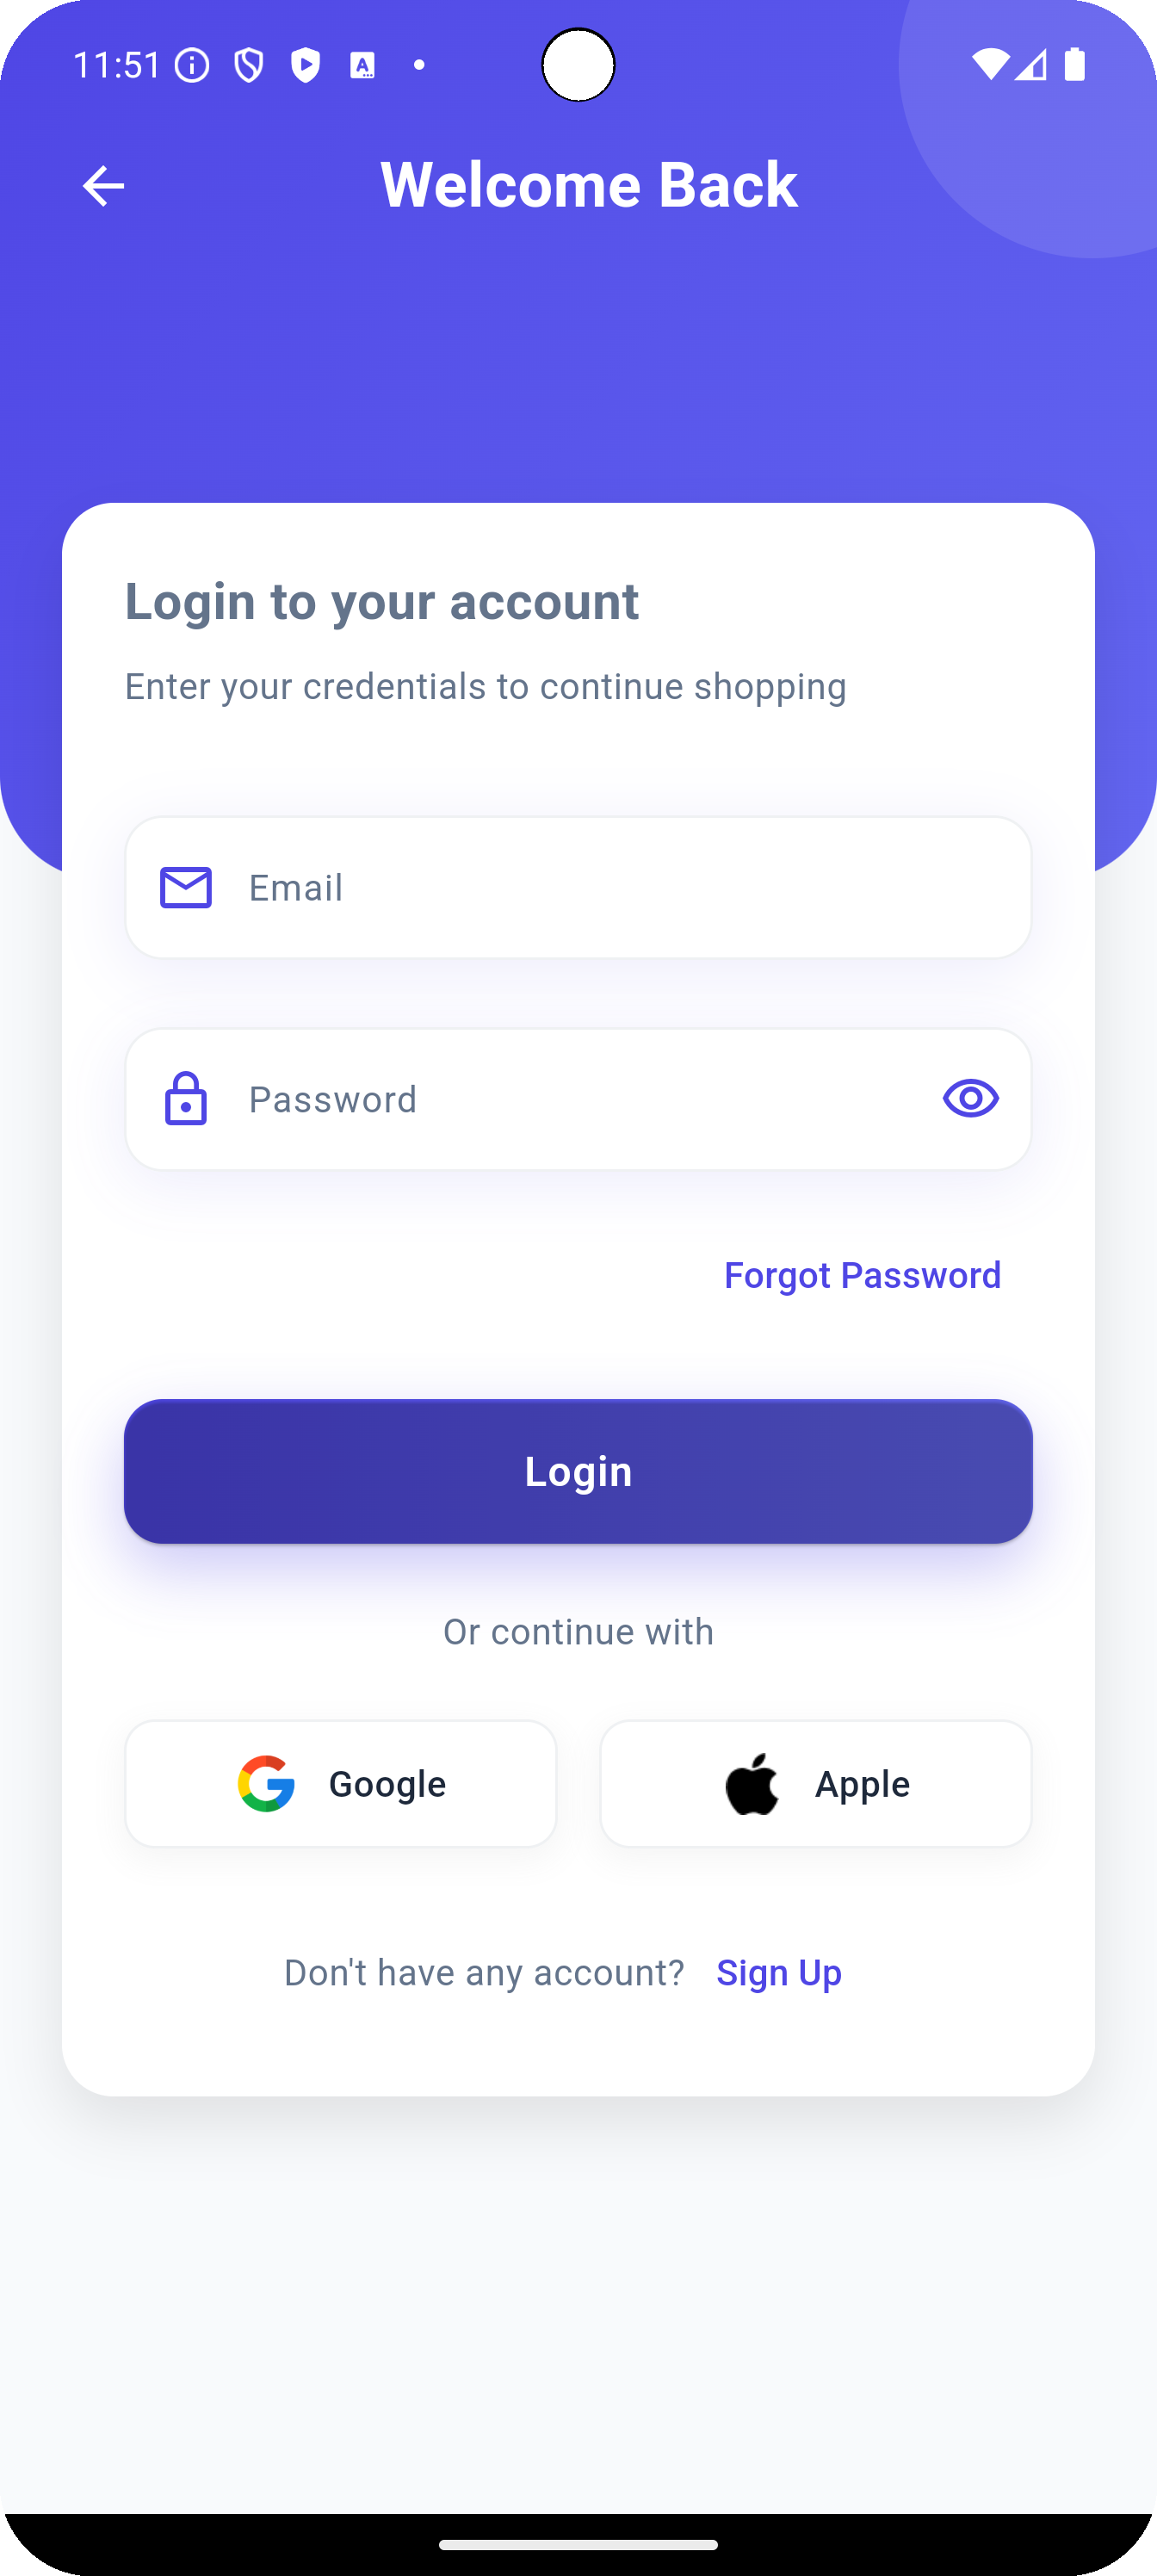 11:51
Welcome Back
Login to your account
Enter your credentials to continue shopping
Email
Password
Forgot Password
Login
Or continue with
Google
Apple
Don't have any account? Sign Up